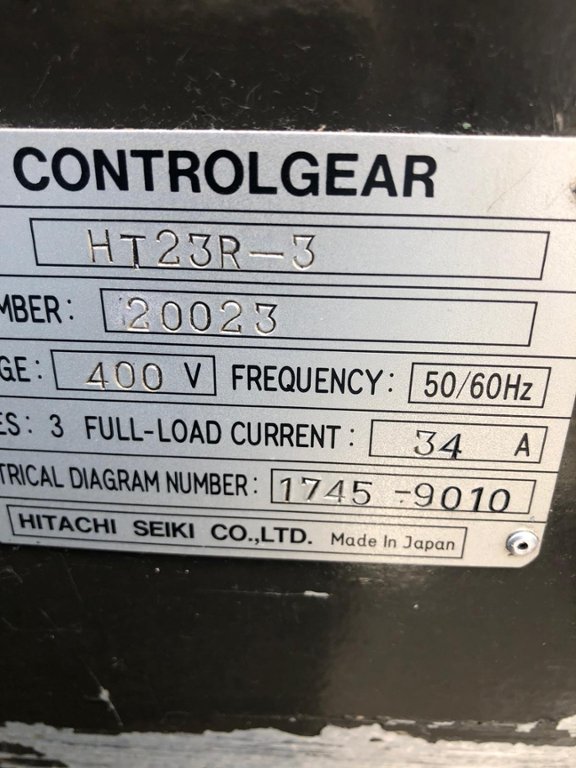 CONTROLGEAR
HT23R-3
MBER: 20023
GE: 400 V FREQUENCY: 50/60Hz
ES: 3 FULL-LOAD CURRENT: 34 A
TRICAL DIAGRAM NUMBER: 1745-9010
HITACHI SEIKI CO.,LTD. Made In Japan